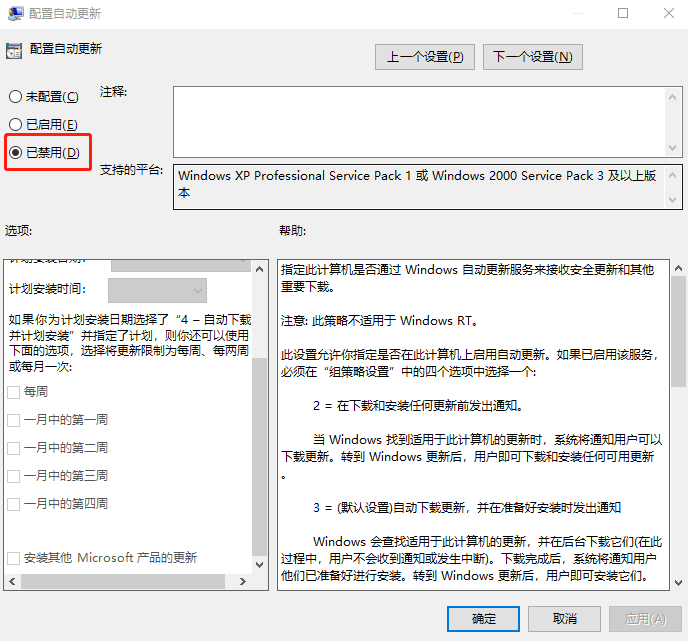 配置自动更新
配置自动更新
上一个设置(P)
下一个设置(N)
未配置(C)
注释:
已启用(E)
已禁用(D)
支持的平台:
Windows XP Professional Service Pack 1 或 Windows 2000 Service Pack 3 及以上版
本
选项:
帮助:
计划安装日期:
计划安装时间:
如果你为计划安装日期选择了“4 – 自动下载
并计划安装”并指定了计划，则你还可以使用
下面的选项，选择将更新限制为每周、每两周
或每月一次:
每周
一月中的第一周
一月中的第二周
一月中的第三周
一月中的第四周
安装其他 Microsoft 产品的更新
指定此计算机是否通过 Windows 自动更新服务来接收安全更新和其他
重要下载。
注意: 此策略不适用于 Windows RT。
此设置允许你指定是否在此计算机上启用自动更新。如果已启用该服务，
必须在“组策略设置”中的四个选项中选择一个:
2 = 在下载和安装任何更新前发出通知。
当 Windows 找到适用于此计算机的更新时，系统将通知用户可以
下载更新。转到 Windows 更新后，用户即可下载和安装任何可用更新
。
3 = (默认设置)自动下载更新，并在准备好安装时发出通知
Windows 会查找适用于此计算机的更新，并在后台下载它们(在此
过程中，用户不会收到通知或发生中断)。下载完成后，系统将通知用户
他们已准备好进行安装。转到 Windows 更新后，用户即可安装它们。
确定
取消
应用(A)